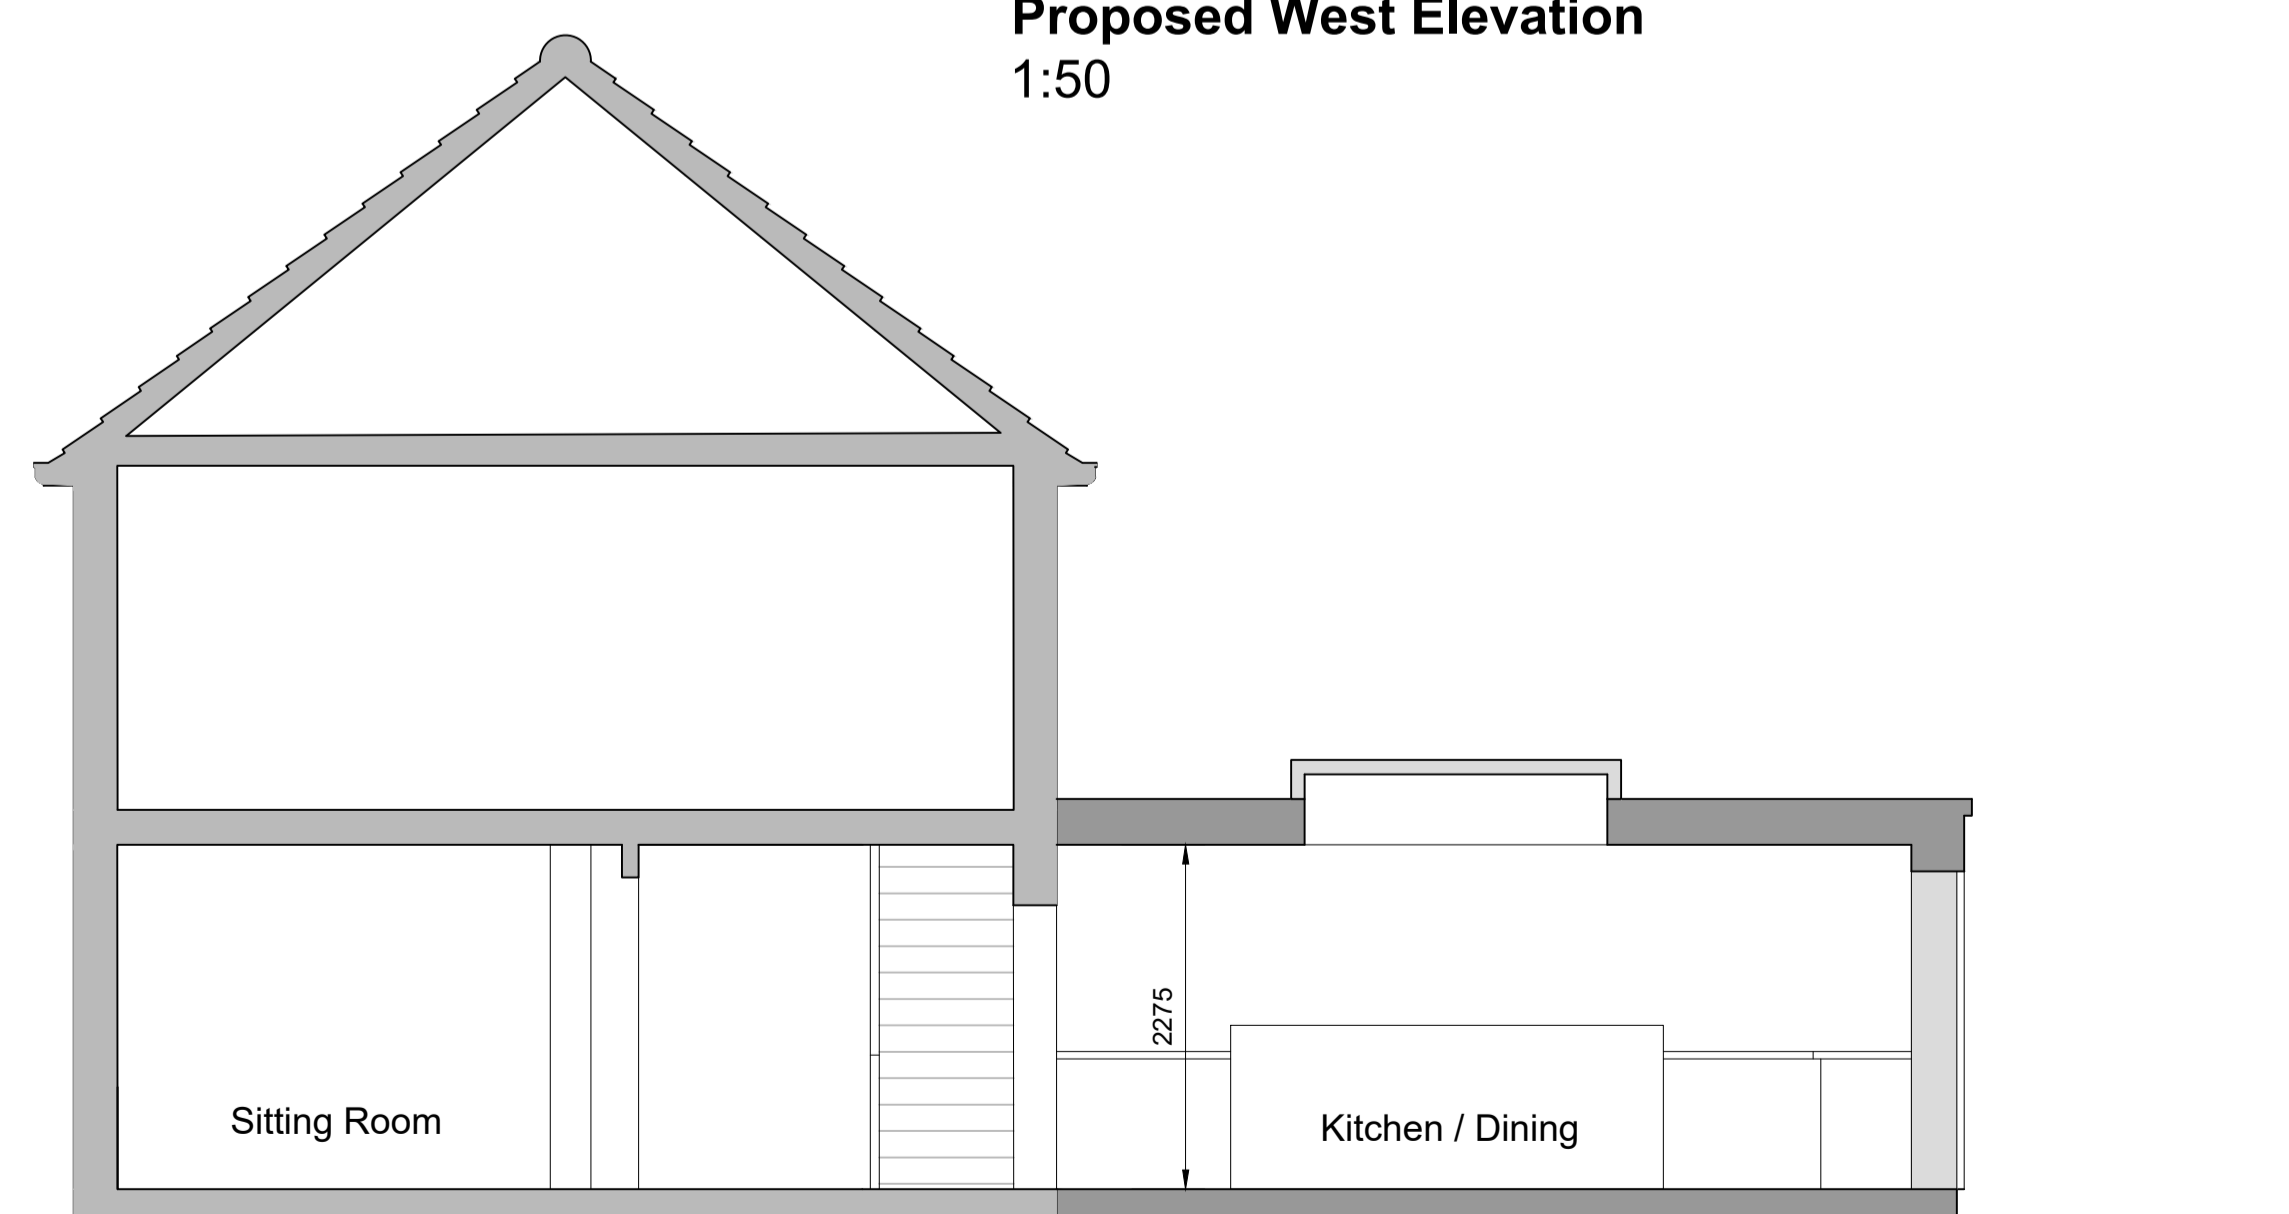 Proposed West Elevation
1:50
2275
Sitting Room
Kitchen / Dining